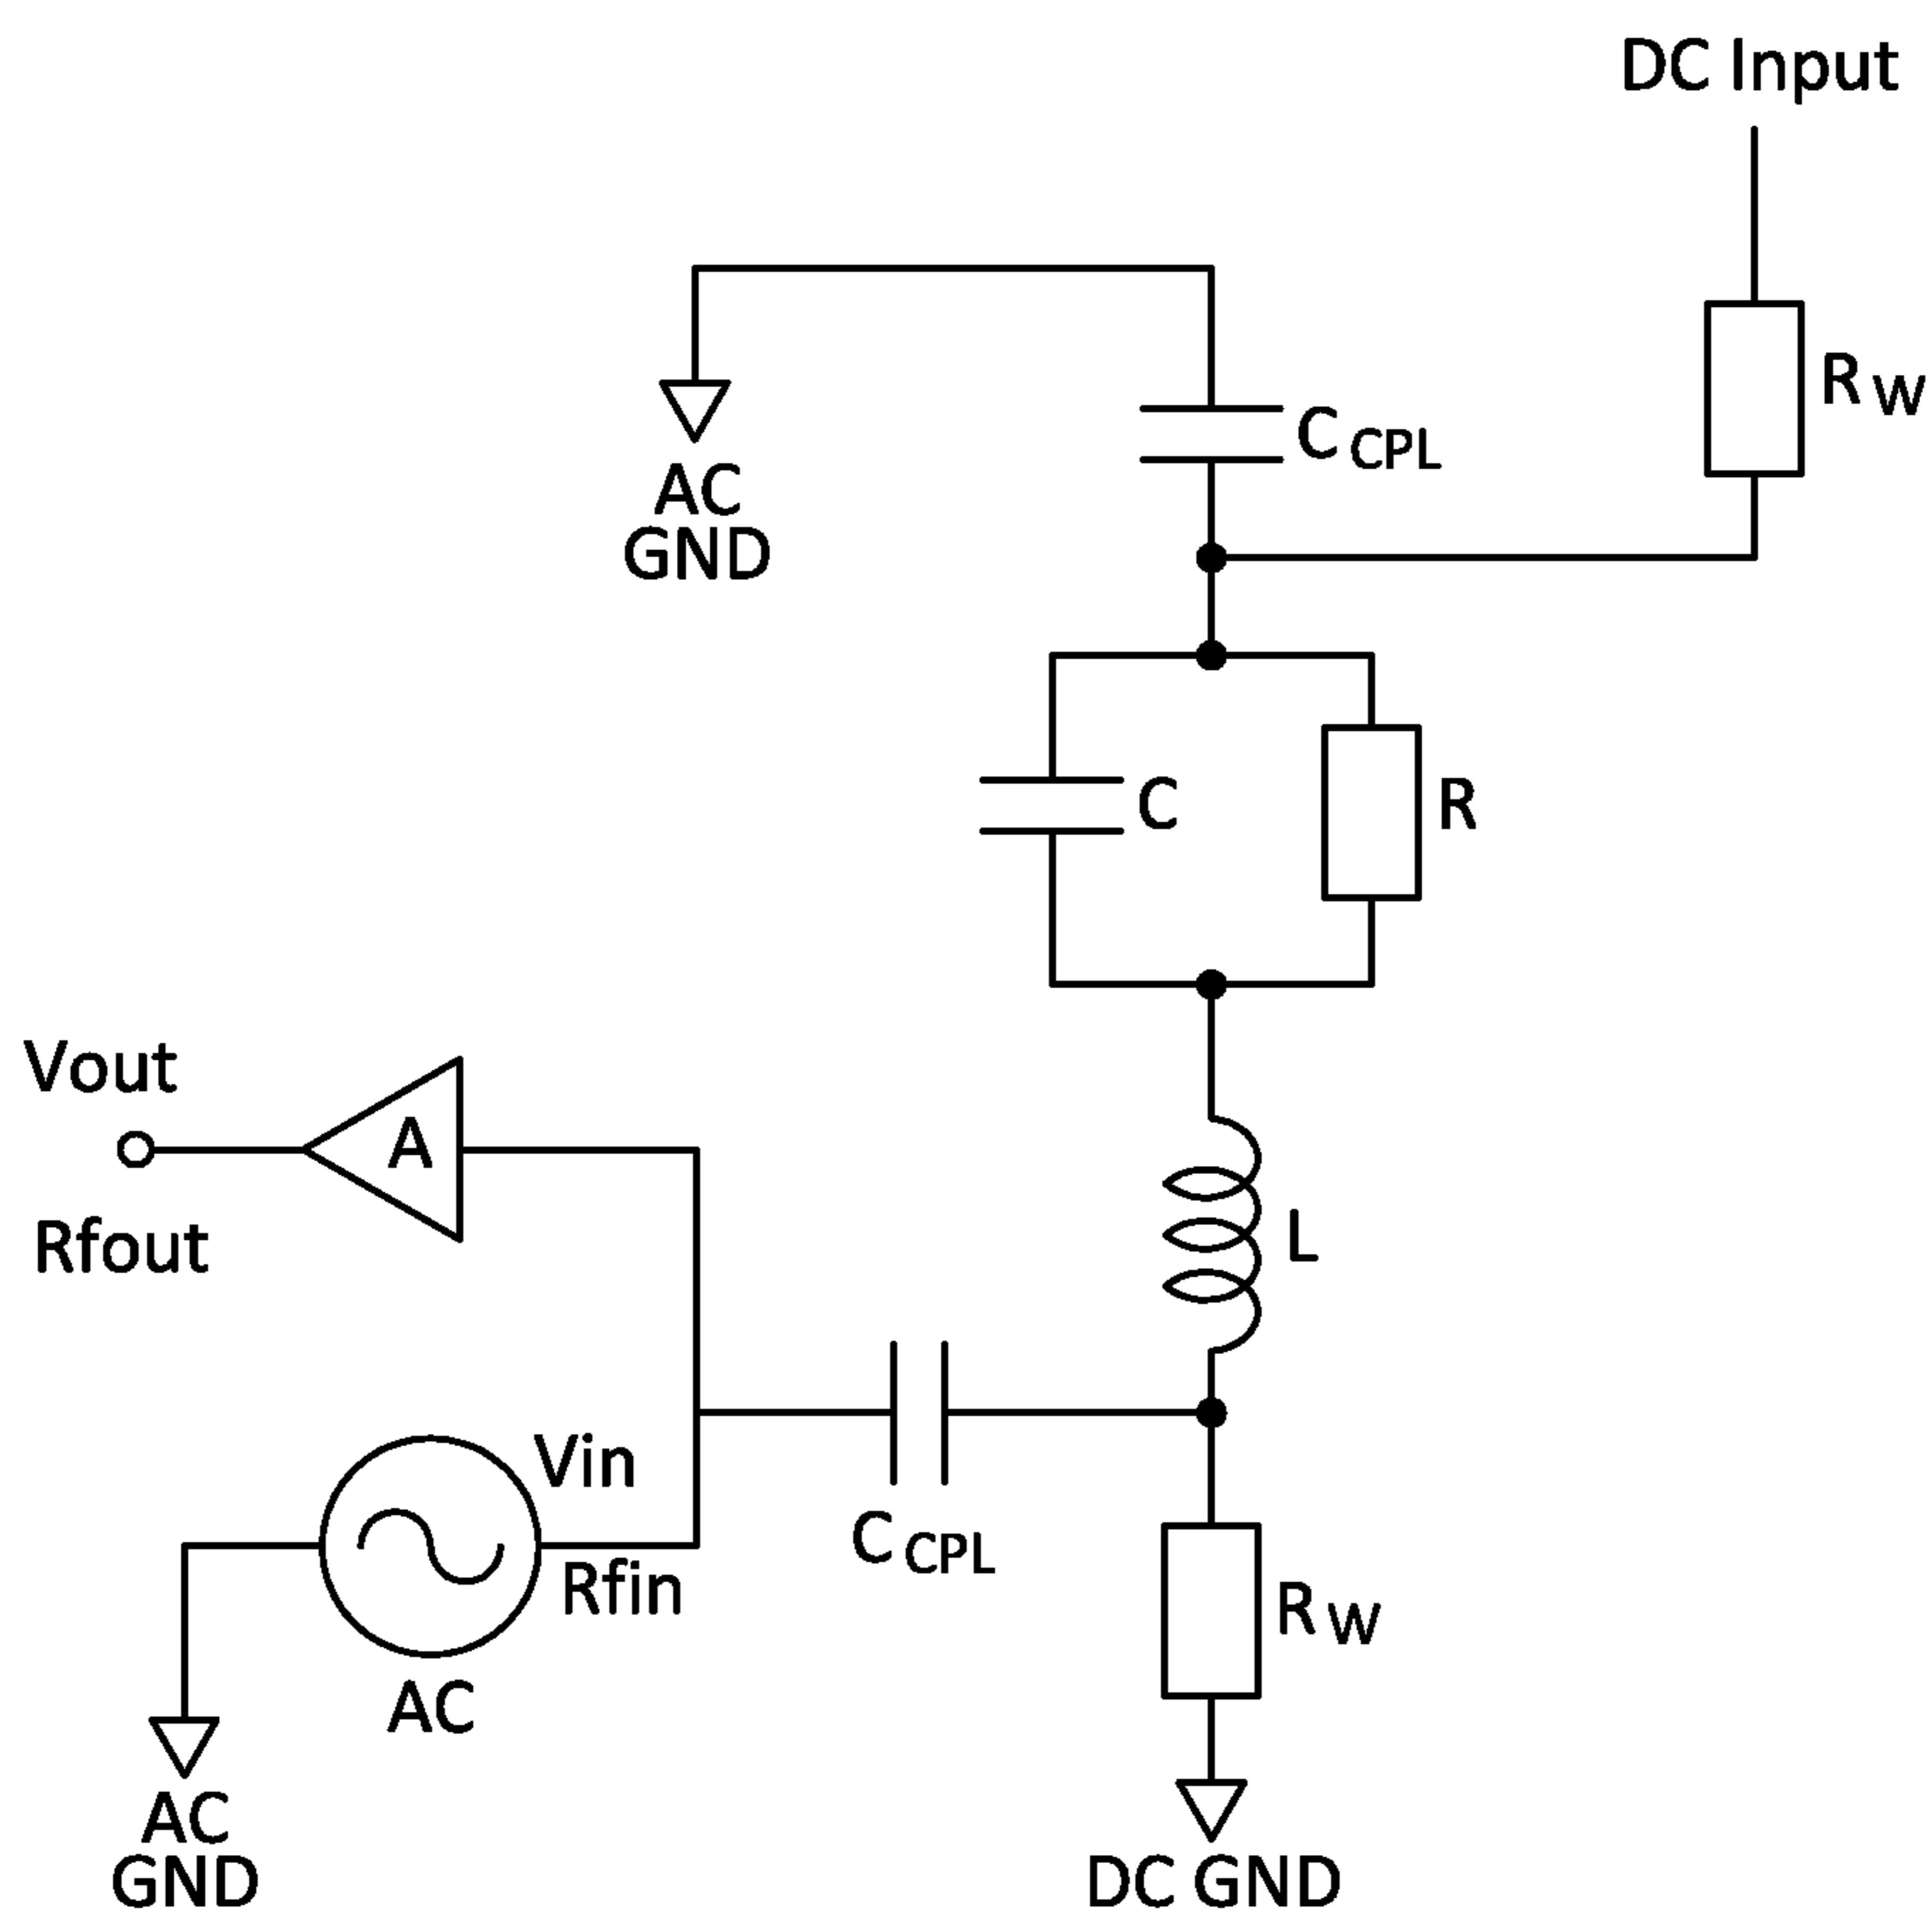 DC Input
R W
C CPL
AC
GND
C
R
Vout
A
Rfout
L
Vin
C CPL
Rfin
R W
AC
AC
GND
DC GND